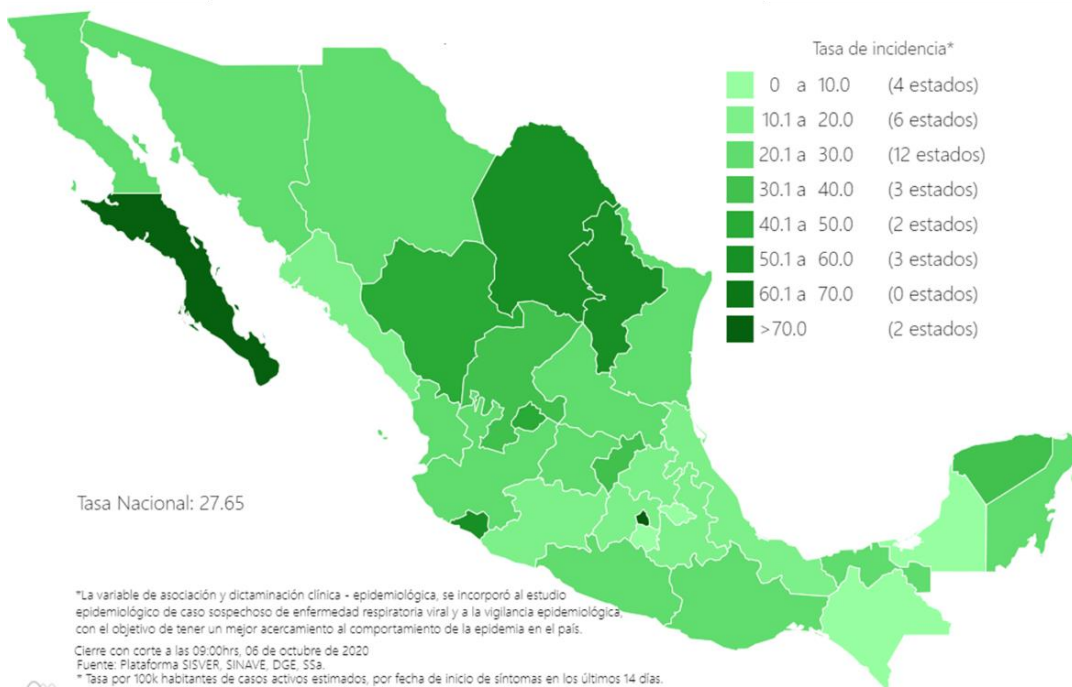 Tasa de incidencia*
0 a 10.0 (4 estados)
10.1 a 20.0 (6 estados)
20.1 a 30.0 (12 estados)
30.1 a 40.0 (3 estados)
40.1 a 50.0 (2 estados)
50.1 a 60.0 (3 estados)
60.1 a 70.0 (0 estados)
>70.0 (2 estados)
Tasa Nacional: 27.65
*La variable de asociación y dictaminación clínica - epidemiológica, se incorporó al estudio
epidemiológico de caso sospechoso de enfermedad respiratoria viral y a la vigilancia epidemiológica,
con el objetivo de tener un mejor acercamiento al comportamiento de la epidemia en el país.
Cierre con corte a las 09:00hrs, 06 de octubre de 2020
Fuente: Plataforma SISVER, SINAVE, DGE, SSa.
* Tasa por 100k habitantes de casos activos estimados, por fecha de inicio de síntomas en los últimos 14 días.